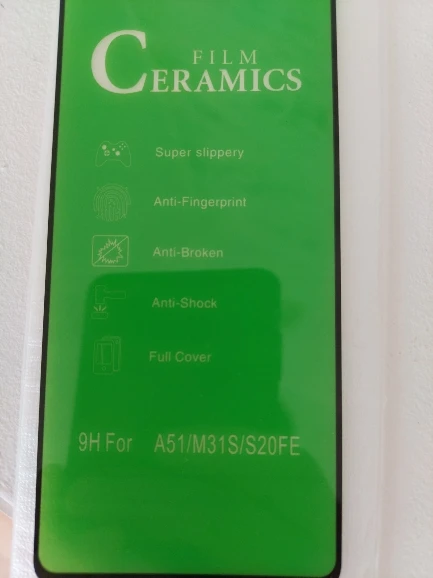 FILM
CERAMICS
Super slippery
Anti-Fingerprint
Anti-Broken
Anti-Shock
Full Cover
9H For A51/M31S/S20FE